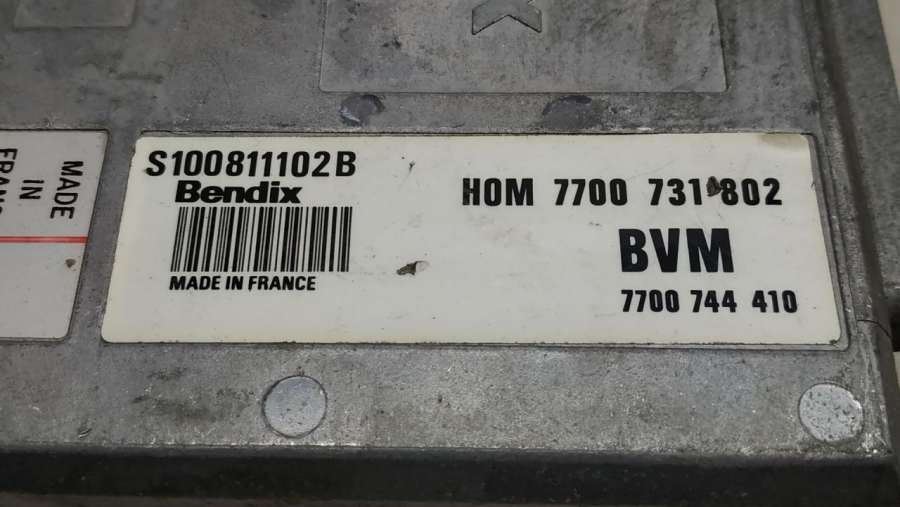 S100811102B
Bendix
MADE IN FRANCE
HOM 7700 731 802
BVM
7700 744 410
MADE
IN